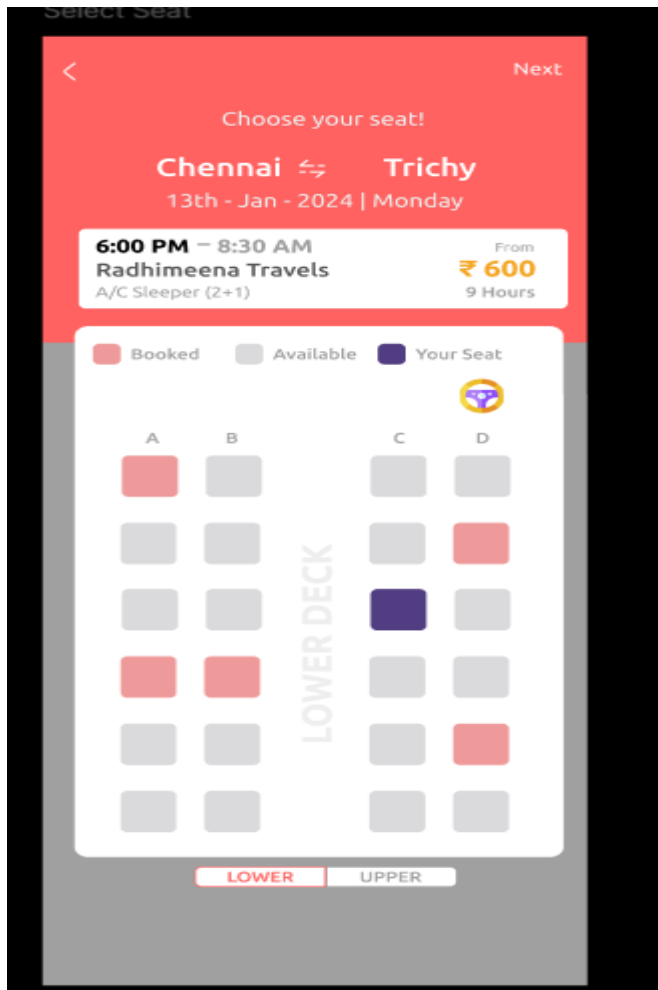 Select Seat
Next
Choose your seat!
Chennai ⇋ Trichy
13th - Jan - 2024 | Monday
6:00 PM – 8:30 AM
From
Radhimeena Travels
₹ 600
A/C Sleeper (2+1)
9 Hours
Booked Available Your Seat
A B C D
LOWER DECK
LOWER UPPER